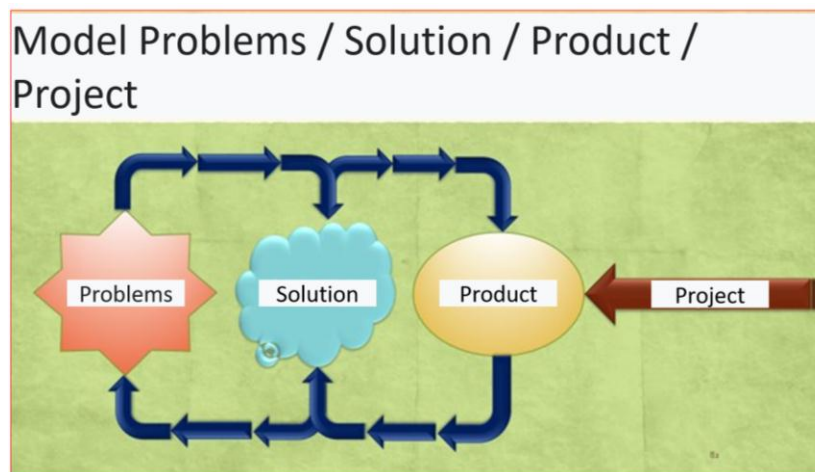 Model Problems / Solution / Product /
Project
Problems
Solution
Product
Project